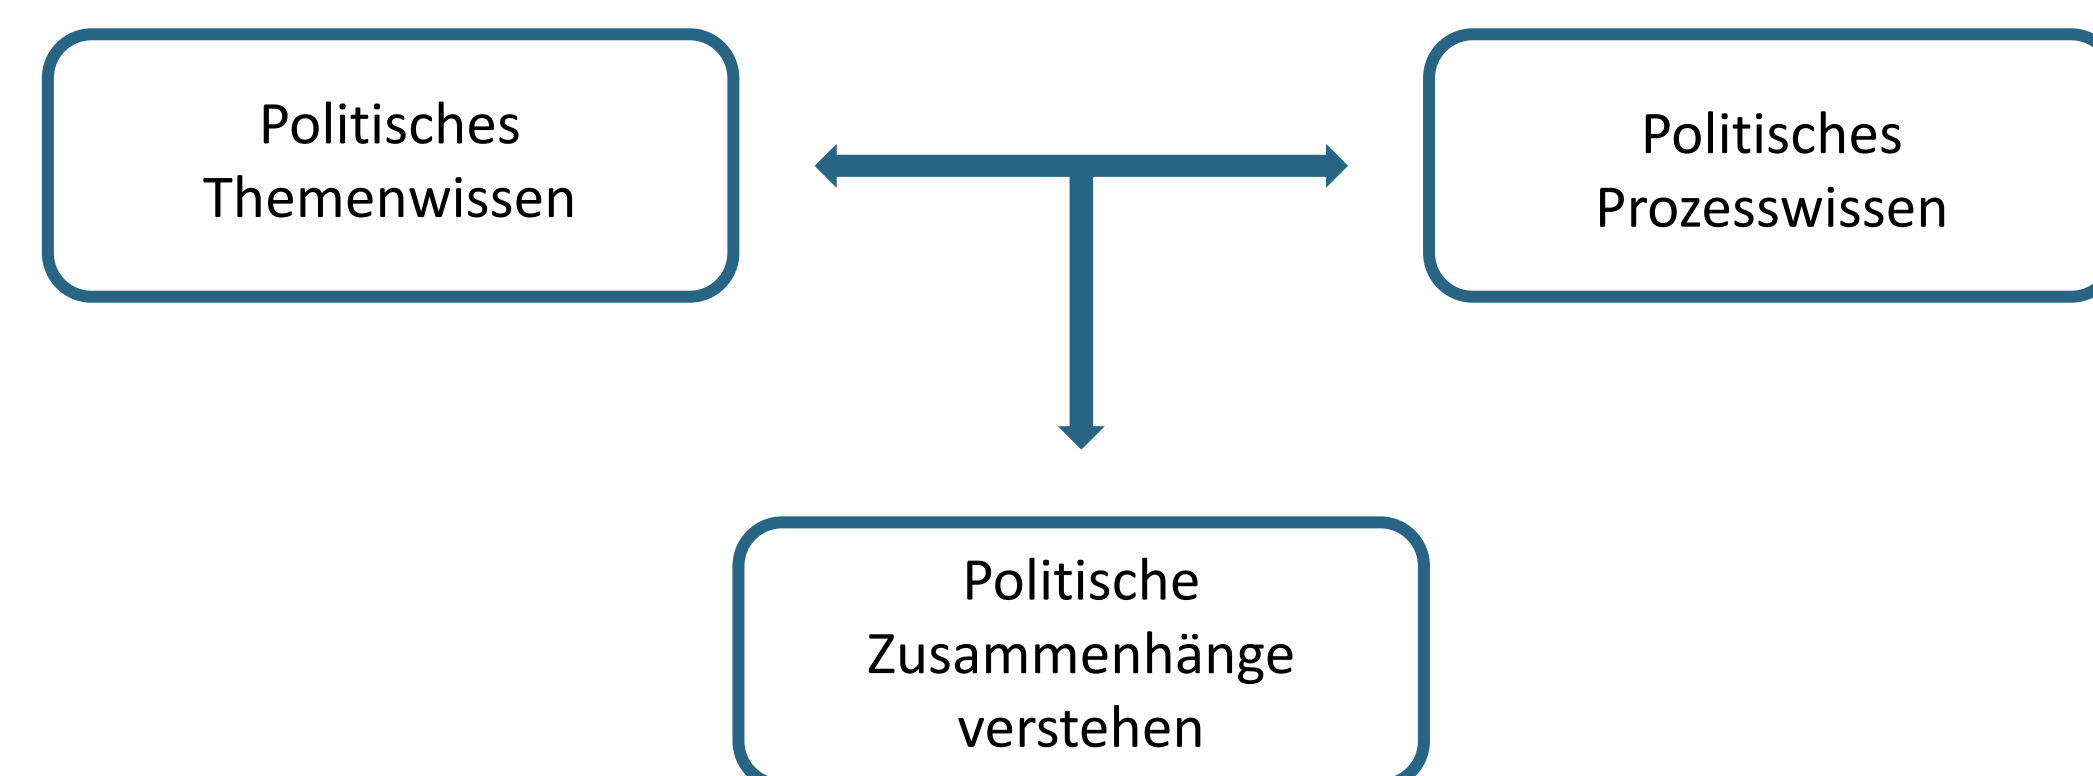 Politisches
Themenwissen
Politisches
Prozesswissen
Politische
Zusammenhänge
verstehen